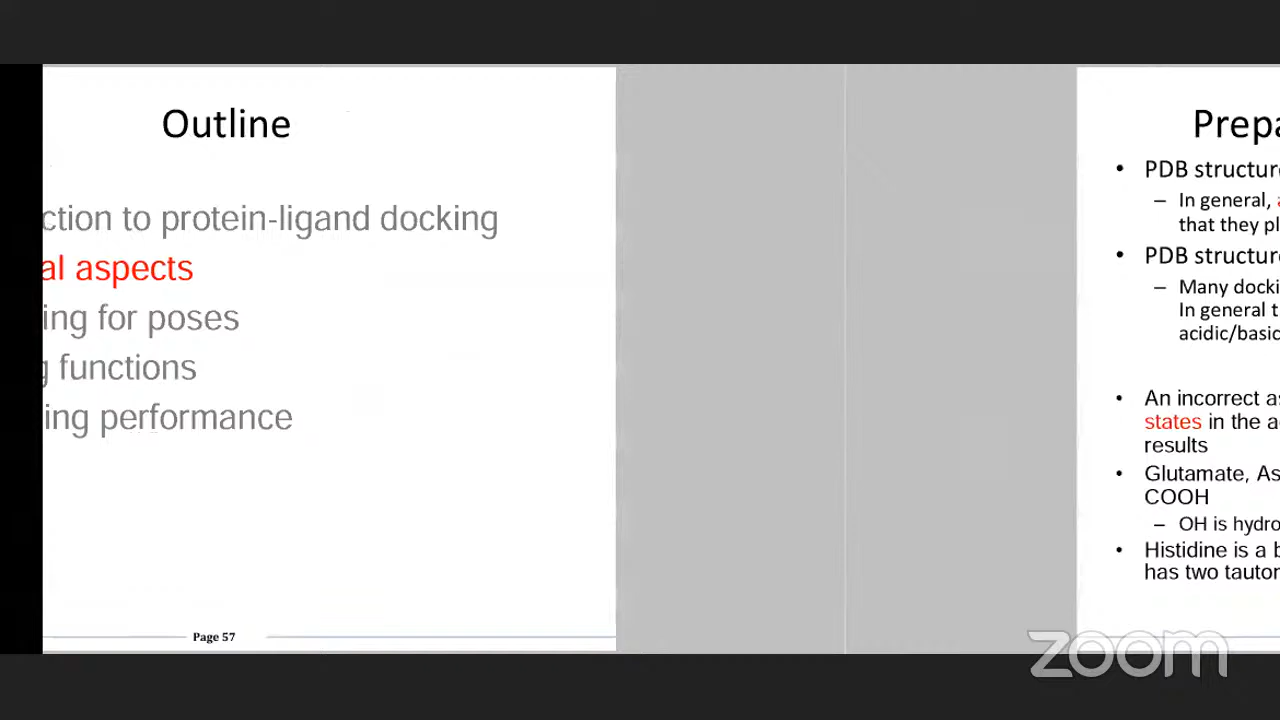 Outline
ction to protein-ligand docking
al aspects
ing for poses
g functions
ing performance
Page 57
Prepa
• PDB structure
– In general, a
that they pl
• PDB structure
– Many docki
In general t
acidic/basic
• An incorrect as
states in the a
results
• Glutamate, As
COOH
– OH is hydro
• Histidine is a b
has two tauton
zoom